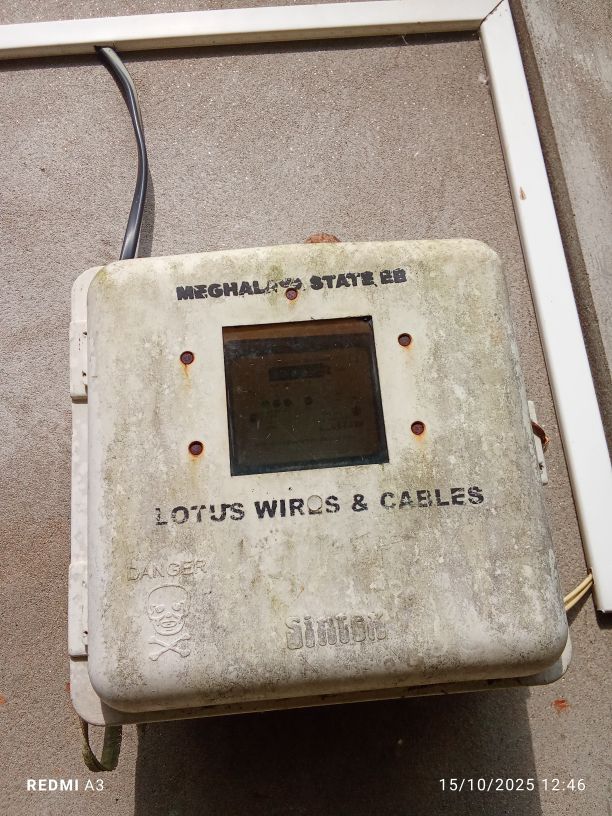 MEGHALAYA STATE EB
LOTUS WIRES & CABLES
DANGER
SINTEX
REDMI A3
15/10/2025 12:46